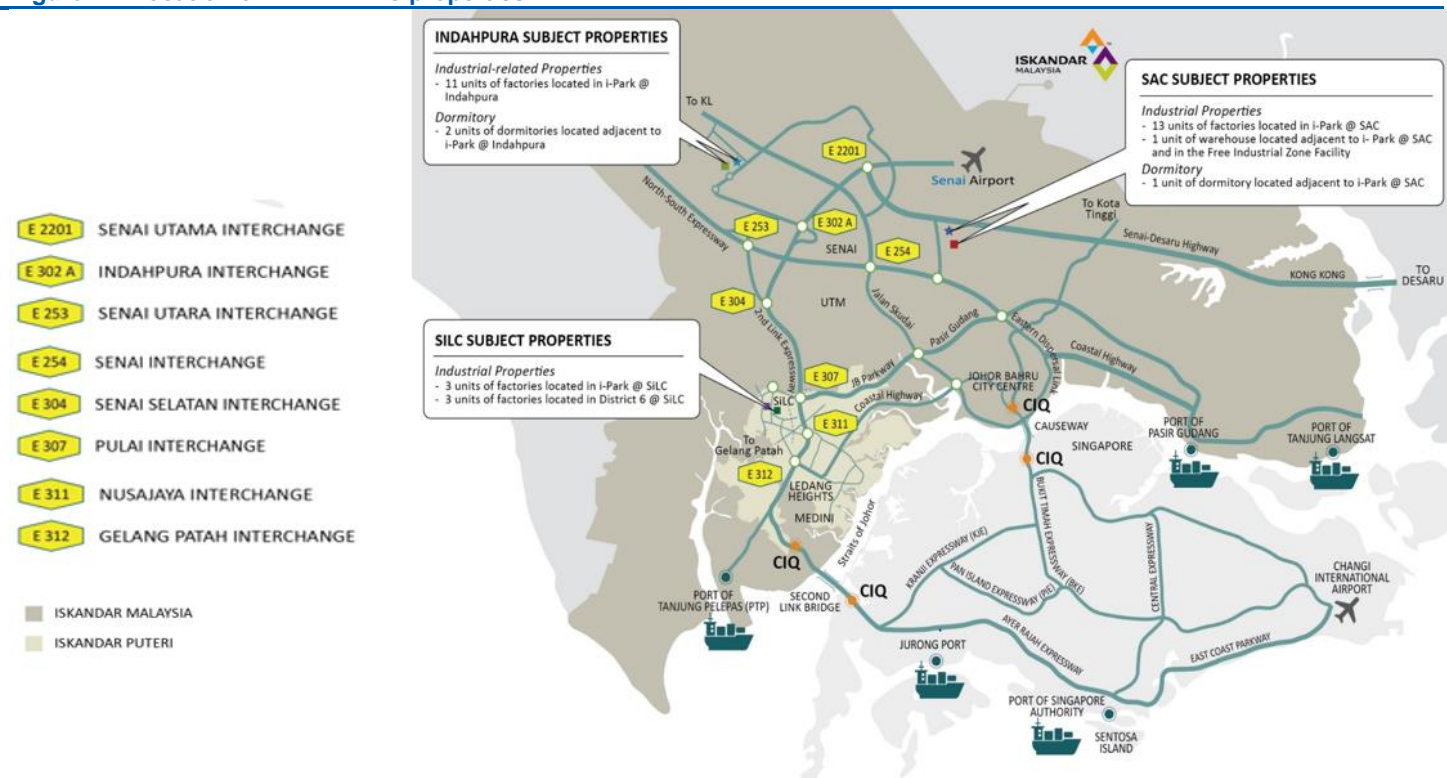 INDAHPURA SUBJECT PROPERTIES
Industrial-related Properties
- 11 units of factories located in i-Park @
Indahpura
Dormitory
- 2 units of dormitories located adjacent to
i-Park @ Indahpura
ISKANDAR
MALAYSIA
SAC SUBJECT PROPERTIES
Industrial Properties
- 13 units of factories located in i-Park @ SAC
- 1 unit of warehouse located adjacent to i- Park @ SAC
and in the Free Industrial Zone Facility
Dormitory
- 1 unit of dormitory located adjacent to i-Park @ SAC
To KL
E 2201
Senai Airport
North-South Expressway
E 253
E 302 A
SENAI
E 254
To Kota
Tinggi
Senai-Desaru Highway
KONG KONG
TO
DESARU
E 2201 SENAI UTAMA INTERCHANGE
E 302 A INDAHPURA INTERCHANGE
E 253 SENAI UTARA INTERCHANGE
E 254 SENAI INTERCHANGE
E 304 SENAI SELATAN INTERCHANGE
E 307 PULAI INTERCHANGE
E 311 NUSAJAYA INTERCHANGE
E 312 GELANG PATAH INTERCHANGE
ISKANDAR MALAYSIA
ISKANDAR PUTERI
E 304
UTM
2nd Link Expressway
Jalan Skudai
Pasir Gudang
Eastern Dispersal Link
Coastal Highway
SILC SUBJECT PROPERTIES
Industrial Properties
- 3 units of factories located in i-Park @ SiLC
- 3 units of factories located in District 6 @ SiLC
E 307
JB Parkway
Coastal Highway
JOHOR BAHRU
CITY CENTRE
SiLC
E 311
CIQ
CAUSEWAY
SINGAPORE
CIQ
PORT OF
PASIR GUDANG
PORT OF
TANJUNG LANGSAT
To
Gelang Patah
E 312
LEDANG
HEIGHTS
MEDINI
Straits of Johor
CIQ
CIQ
PORT OF
TANJUNG PELEPAS (PTP)
SECOND
LINK BRIDGE
KRANJI EXPRESSWAY (KJE)
PAN ISLAND EXPRESSWAY (PIE)
BUKIT TIMAH EXPRESSWAY (BKE)
CENTRAL EXPRESSWAY
CHANGI
INTERNATIONAL
AIRPORT
AYER RAJAH EXPRESSWAY
EAST COAST PARKWAY
JURONG PORT
PORT OF SINGAPORE
AUTHORITY
SENTOSA
ISLAND